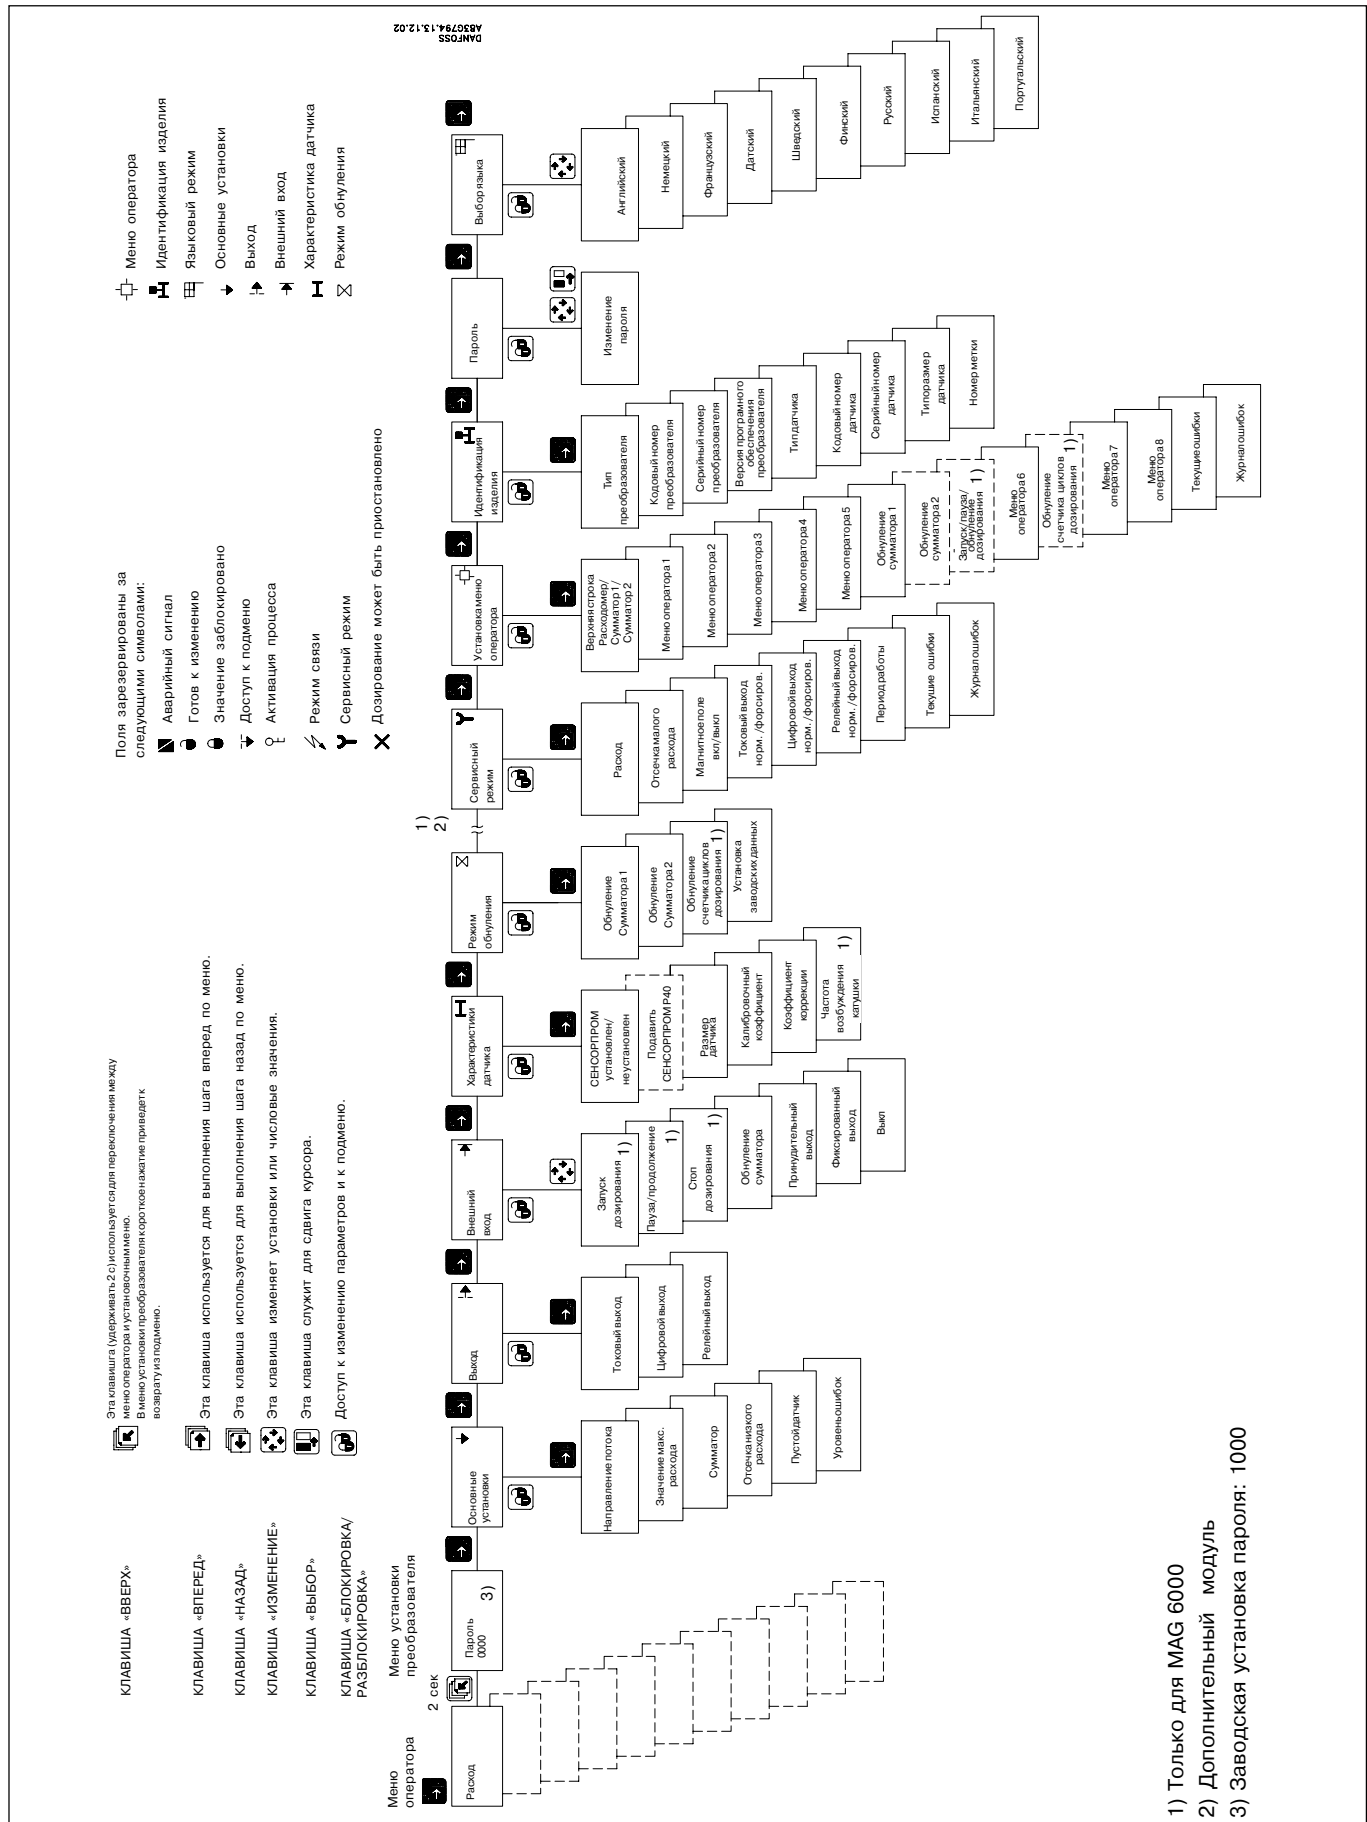 КЛАВИША «ВВЕРХ»
Эта клавишга (удерживать 2 с) используется для переключения между
меню оператора и установочным меню.
В меню установки преобразователя короткое нажатие приведет к
возврату из подменю.
КЛАВИША «ВПЕРЕД»
Эта клавиша используется для выполнения шага вперед по меню.
КЛАВИША «НАЗАД»
Эта клавиша используется для выполнения шага назад по меню.
КЛАВИША «ИЗМЕНЕНИЕ»
Эта клавиша изменяет установки или числовые значения.
КЛАВИША «ВЫБОР»
Эта клавиша служит для сдвига курсора.
КЛАВИША «БЛОКИРОВКА/
РАЗБЛОКИРОВКА»
Доступ к изменению параметров и к подменю.
Поля зарезервированы за
следующими символами:
Аварийный сигнал
Готов к изменению
Значение заблокировано
Доступ к подменю
Активация процесса
Режим связи
Сервисный режим
Дозирование может быть приостановлено
Меню оператора
Идентификация изделия
Языковый режим
Основные установки
Выход
Внешний вход
Характеристика датчика
Режим обнуления
DANFOSS
A83G794.13.12.02
Меню
оператора
2 сек
Меню установки
преобразователя
Расход
Пароль
0000
3)
Основные
установки
Направление потока
Значение макс.
расхода
Сумматор
Отсечка низкого
расхода
Пустой датчик
Уровень ошибок
Выход
Токовый выход
Цифровой выход
Релейный выход
Внешний
вход
Запуск
дозирования 1)
Пауза/продолжение
1)
Стоп
дозирования 1)
Обнуление
сумматора
Принудительный
выход
Фиксированный
выход
Выкл
Характеристики
датчика
СЕНСОРПРОМ
установлен/
не установлен
Подавить
СЕНСОРПРОМ P40
Размер
датчика
Калибровочный
коэффициент
Коэффициент
коррекции
Частота
возбуждения 1)
катушки
Режим
обнуления
Обнуление
Сумматора 1
Обнуление
Сумматора 2
Обнуление
счетчика циклов
дозирования 1)
Установка
заводских данных
1)
2)
Сервисный
режим
Расход
Отсечка малого
расхода
Магнитное поле
вкл/выкл
Токовый выход
норм. /форсиров.
Цифровой выход
норм. /форсиров.
Релейный выход
норм. /форсиров.
Период работы
Текушие ошибки
Журнал ошибок
Установка меню
оператора
Верхняя строка
Расходомер/
Сумматор 1/
Сумматор 2
Меню оператора 1
Меню оператора 2
Меню оператора 3
Меню оператора 4
Меню оператора 5
Обнуление
сумматора 1
Обнуление
сумматора 2
Запуск/пауза/
обнуление
дозирования 1)
Меню
оператора 6
Обнуление
счетчика циклов
дозирования 1)
Меню
оператора 7
Меню
оператора 8
Текущие ошибки
Журнал ошибок
Идентификация
изделия
Тип
преобразователя
Кодовый номер
преобразователя
Серийный номер
преобразователя
Версия програмного
обеспечения
преобразователя
Тип датчика
Кодовый номер
датчика
Серийный номер
датчика
Типоразмер
датчика
Номер метки
Пароль
Изменение
пароля
Выбор языка
Английский
Немецкий
Французский
Датский
Шведский
Финский
Русский
Испанский
Итальянский
Португальский
1) Только для MAG 6000
2) Дополнительный модуль
3) Заводская установка пароля: 1000